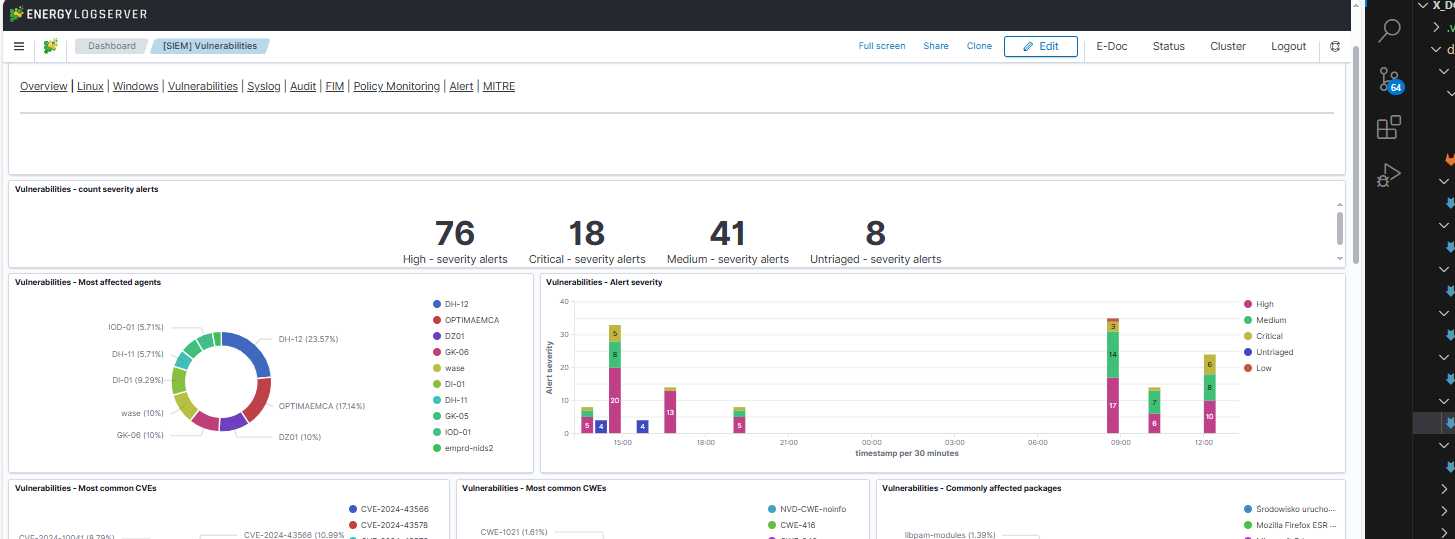 ENERGY LOGSERVER
Dashboard [SIEM] Vulnerabilities Full screen Share Clone Edit E-Doc Status Cluster Logout
Overview | Linux | Windows | Vulnerabilities | Syslog | Audit | FIM | Policy Monitoring | Alert | MITRE
Vulnerabilities - count severity alerts
76 18 41 8
High - severity alerts Critical - severity alerts Medium - severity alerts Untriaged - severity alerts
Vulnerabilities - Most affected agents
IOD-01 (5.71%)
DH-11 (5.71%)
DI-01 (9.29%)
wase (10%)
GK-06 (10%)
DH-12 (23.57%)
OPTIMAEMCA (17.14%)
DZ01 (10%)
DH-12
OPTIMAEMCA
DZ01
GK-06
wase
DI-01
DH-11
GK-05
IOD-01
emprd-nids2
Vulnerabilities - Alert severity
Alert severity
40
30
20
10
0
5
4
5
8
20
4
13
5
3
14
17
7
6
6
8
10
15:00 18:00 21:00 00:00 03:00 06:00 09:00 12:00
timestamp per 30 minutes
High
Medium
Critical
Untriaged
Low
Vulnerabilities - Most common CVEs
CVE-2024-43566 (10.99%
CVE-2024-43566
CVE-2024-43578
Vulnerabilities - Most common CWEs
CWE-1021 (1.61%)
NVD-CWE-noinfo
CWE-416
Vulnerabilities - Commonly affected packages
libpam-modules (1.39%)
Środowisko urucho...
Mozilla Firefox ESR ...
64
X_D
.v
d